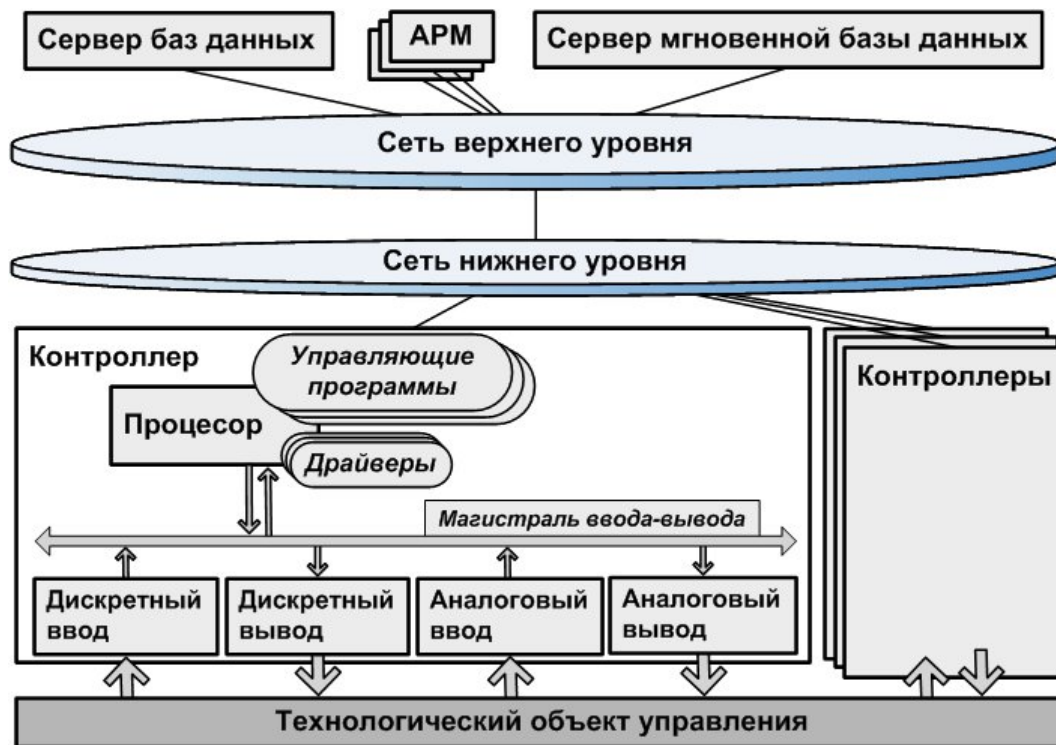 Сервер баз данных
АРМ
Сервер мгновенной базы данных
Сеть верхнего уровня
Сеть нижнего уровня
Контроллер
Управляющие
программы
Процесор
Драйверы
Контроллеры
Магистраль ввода-вывода
Дискретный
ввод
Дискретный
вывод
Аналоговый
ввод
Аналоговый
вывод
Технологический объект управления